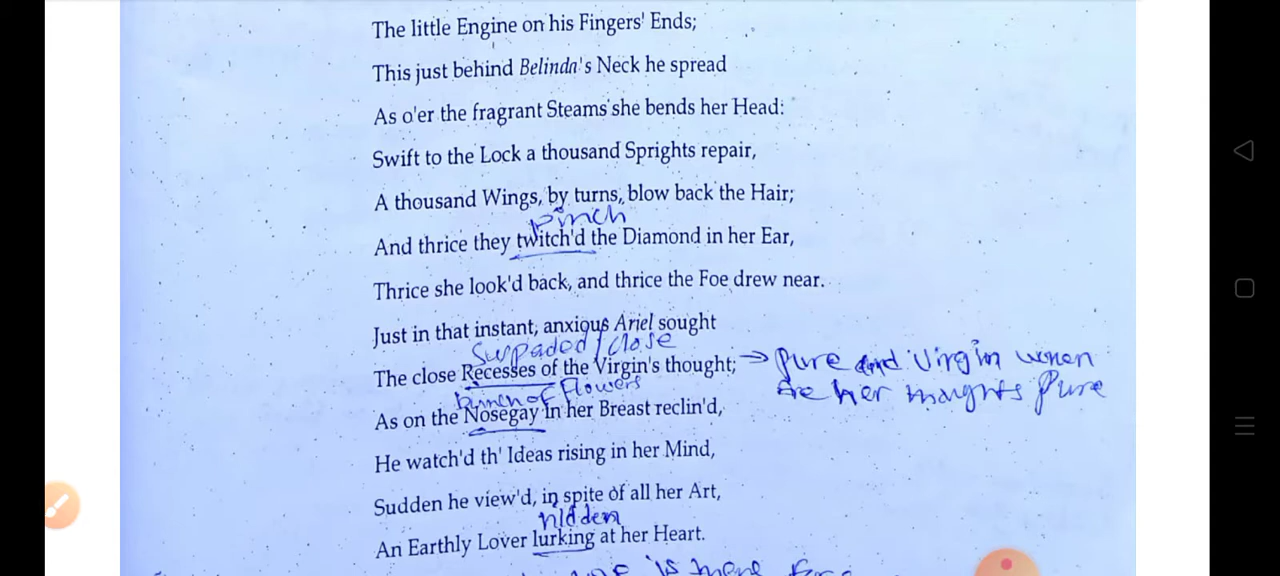 The little Engine on his Fingers' Ends;
This just behind Belinda's Neck he spread
As o'er the fragrant Steams she bends her Head:
Swift to the Lock a thousand Sprights repair,
A thousand Wings, by turns, blow back the Hair;
pinch
And thrice they twitch'd the Diamond in her Ear,
Thrice she look'd back, and thrice the Foe drew near.
Just in that instant, anxious Ariel sought
close
The close Recesses of the Virgin's thought; → Pure and Virgin women
of Flowers
her Pure
As on the Nosegay in her Breast reclin'd,
He watch'd th' Ideas rising in her Mind,
Sudden he view'd, in spite of all her Art,
hidden
An Earthly Lover lurking at her Heart.
is more